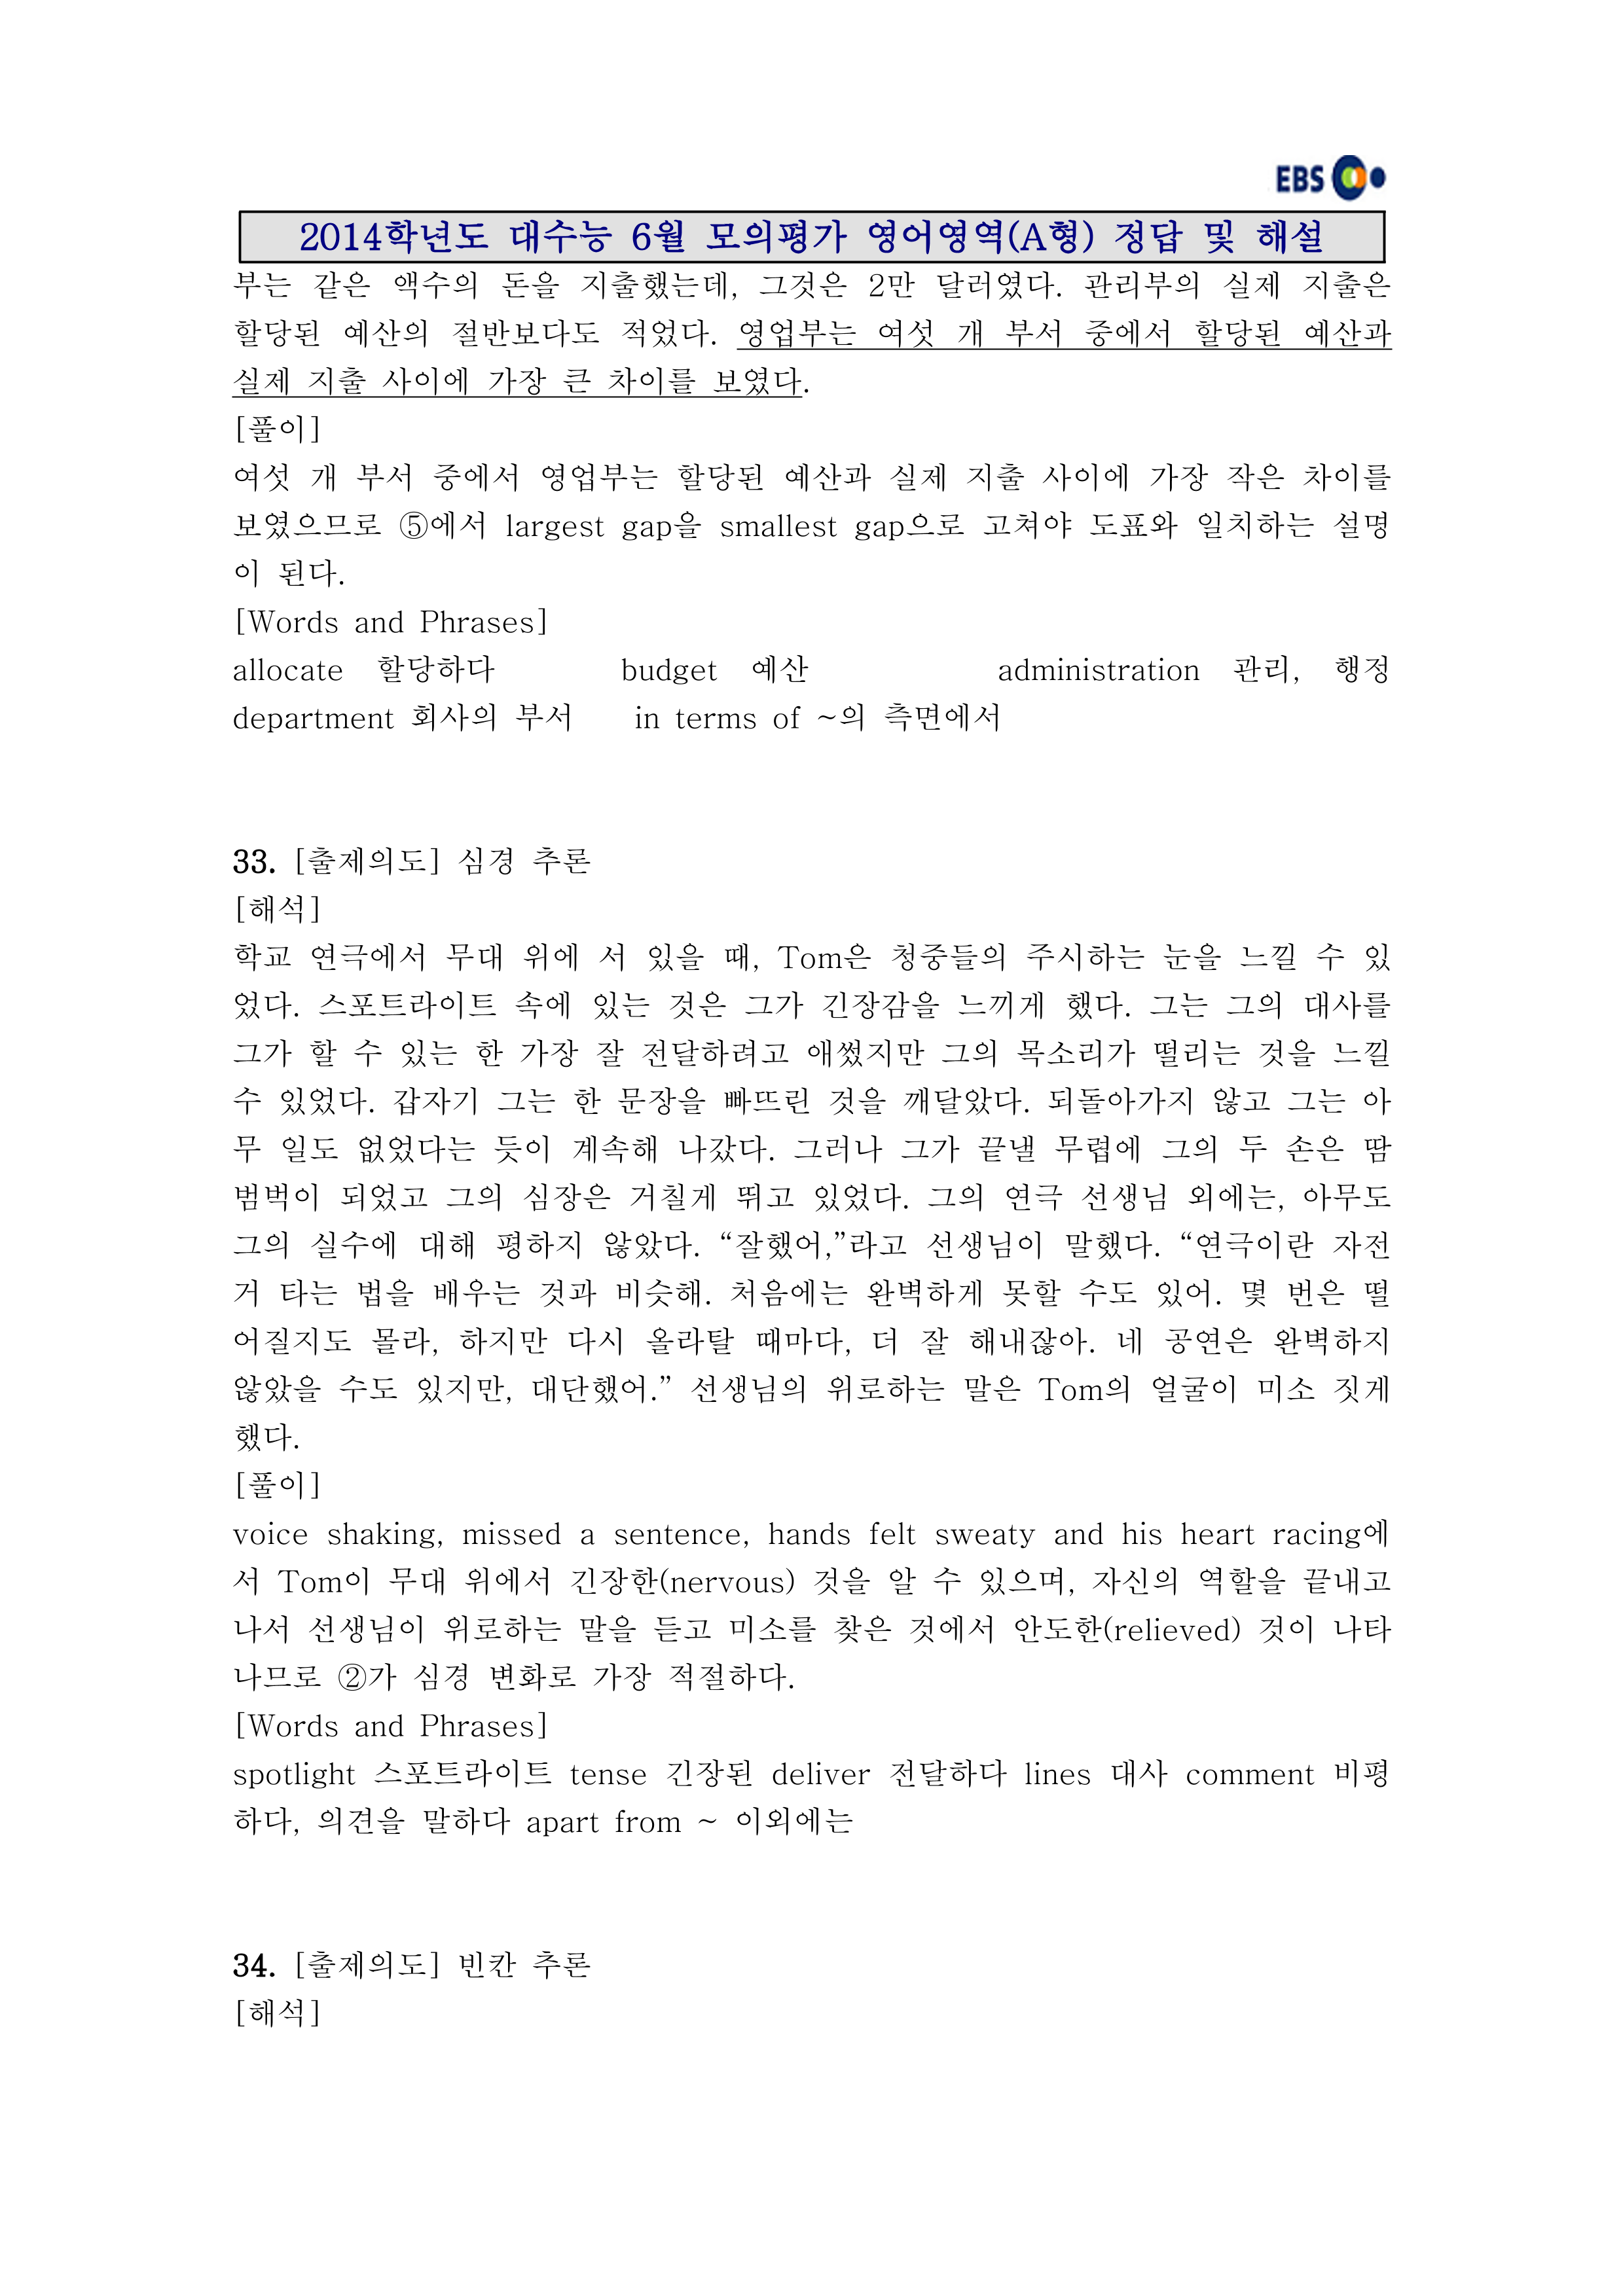 EBS
2014학년도 대수능 6월 모의평가 영어영역(A형) 정답 및 해설
부는 같은 액수의 돈을 지출했는데, 그것은 2만 달러였다. 관리부의 실제 지출은
할당된 예산의 절반보다도 적었다. 영업부는 여섯 개 부서 중에서 할당된 예산과
실제 지출 사이에 가장 큰 차이를 보였다.
[풀이]
여섯 개 부서 중에서 영업부는 할당된 예산과 실제 지출 사이에 가장 작은 차이를
보였으므로 ⑤에서 largest gap을 smallest gap으로 고쳐야 도표와 일치하는 설명
이 된다.
[Words and Phrases]
allocate 할당하다 budget 예산 administration 관리, 행정
department 회사의 부서 in terms of ~의 측면에서
33. [출제의도] 심경 추론
[해석]
학교 연극에서 무대 위에 서 있을 때, Tom은 청중들의 주시하는 눈을 느낄 수 있
었다. 스포트라이트 속에 있는 것은 그가 긴장감을 느끼게 했다. 그는 그의 대사를
그가 할 수 있는 한 가장 잘 전달하려고 애썼지만 그의 목소리가 떨리는 것을 느낄
수 있었다. 갑자기 그는 한 문장을 빠뜨린 것을 깨달았다. 되돌아가지 않고 그는 아
무 일도 없었다는 듯이 계속해 나갔다. 그러나 그가 끝낼 무렵에 그의 두 손은 땀
범벅이 되었고 그의 심장은 거칠게 뛰고 있었다. 그의 연극 선생님 외에는, 아무도
그의 실수에 대해 평하지 않았다. “잘했어,”라고 선생님이 말했다. “연극이란 자전
거 타는 법을 배우는 것과 비슷해. 처음에는 완벽하게 못할 수도 있어. 몇 번은 떨
어질지도 몰라, 하지만 다시 올라탈 때마다, 더 잘 해내잖아. 네 공연은 완벽하지
않았을 수도 있지만, 대단했어.” 선생님의 위로하는 말은 Tom의 얼굴이 미소 짓게
했다.
[풀이]
voice shaking, missed a sentence, hands felt sweaty and his heart racing에
서 Tom이 무대 위에서 긴장한(nervous) 것을 알 수 있으며, 자신의 역할을 끝내고
나서 선생님이 위로하는 말을 듣고 미소를 찾은 것에서 안도한(relieved) 것이 나타
나므로 ②가 심경 변화로 가장 적절하다.
[Words and Phrases]
spotlight 스포트라이트 tense 긴장된 deliver 전달하다 lines 대사 comment 비평
하다, 의견을 말하다 apart from ~ 이외에는
34. [출제의도] 빈칸 추론
[해석]